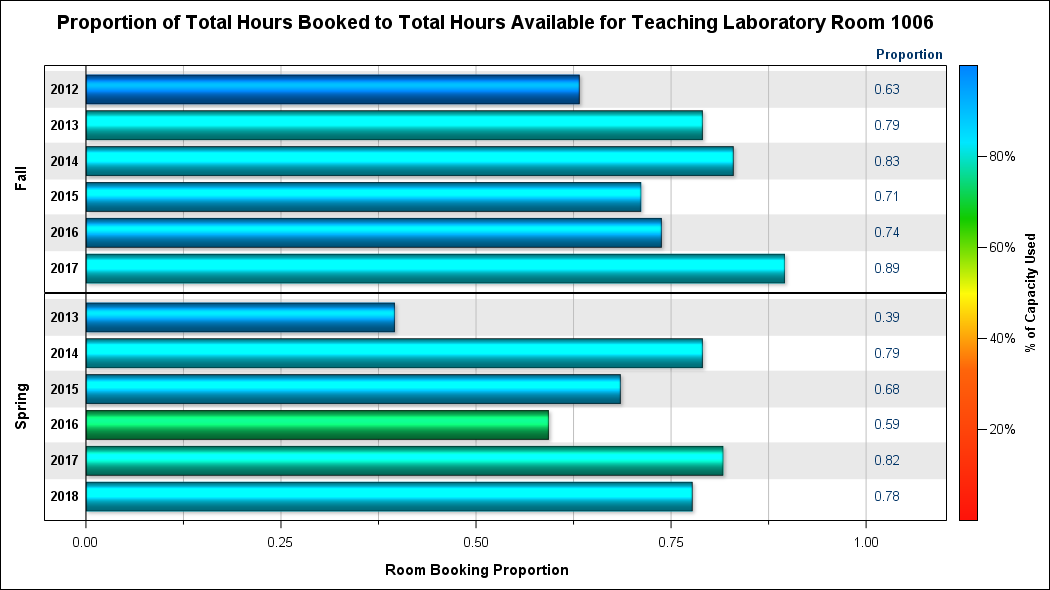 Proportion of Total Hours Booked to Total Hours Available for Teaching Laboratory Room 1006
Proportion
Fall
2012 0.63
2013 0.79
2014 0.83
2015 0.71
2016 0.74
2017 0.89
Spring
2013 0.39
2014 0.79
2015 0.68
2016 0.59
2017 0.82
2018 0.78
0.00 0.25 0.50 0.75 1.00
Room Booking Proportion
80%
60%
40%
20%
% of Capacity Used